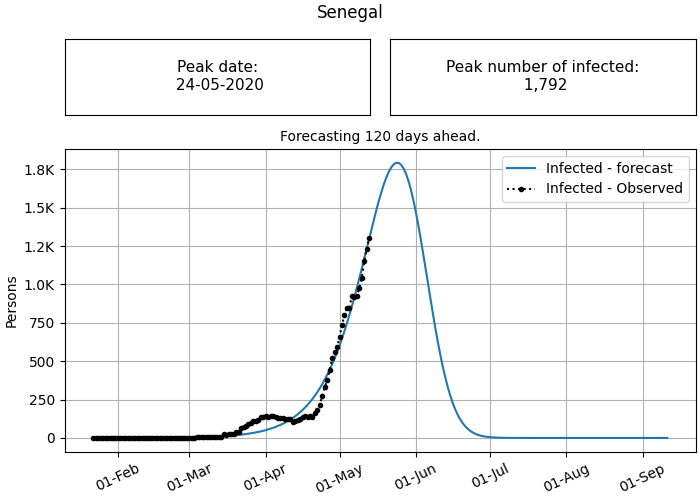 Senegal
Peak date:
24-05-2020
Peak number of infected:
1,792
Forecasting 120 days ahead.
Infected - forecast
Infected - Observed
1.8K
1.5K
1.2K
1.0K
750
500
250
0
Persons
01-Feb
01-Mar
01-Apr
01-May
01-Jun
01-Jul
01-Aug
01-Sep